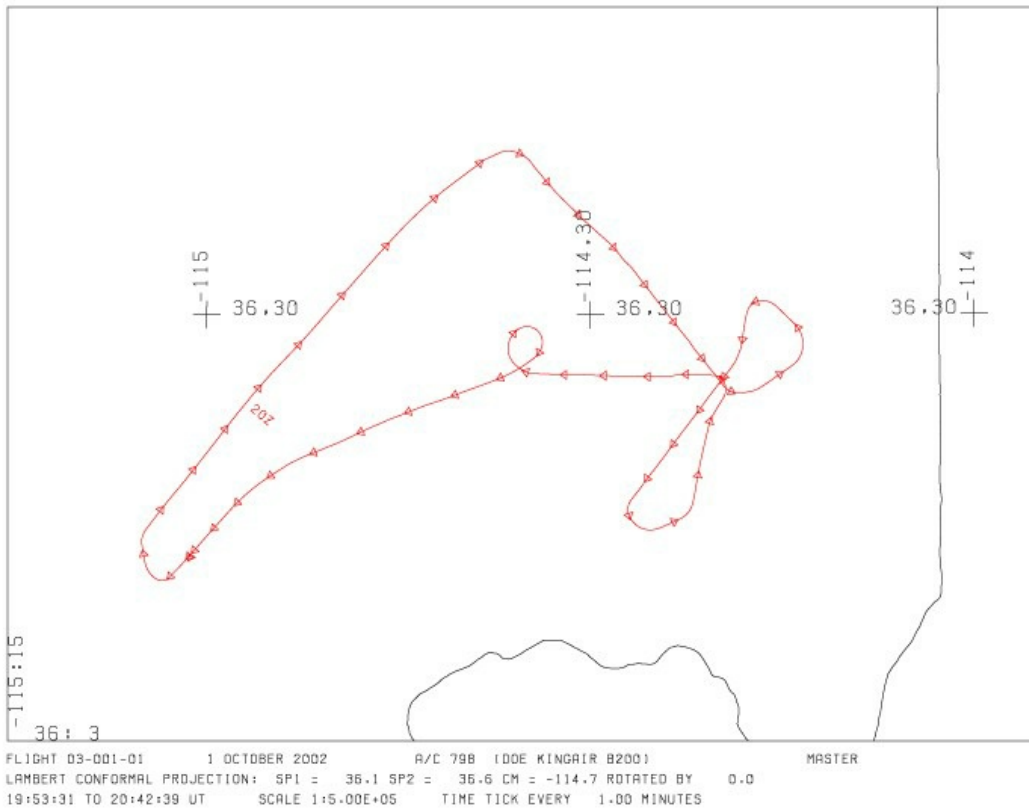 -115
36,30
-114,30
36,30
36,30
-114
20Z
-115:15
36: 3
FLIGHT 03-001-01 1 OCTOBER 2002 A/C 798 (DOE KINGAIR B200) MASTER
LAMBERT CONFORMAL PROJECTION: SP1 = 36.1 SP2 = 36.6 CM = -114.7 ROTATED BY 0.0
19:53:31 TO 20:42:39 UT SCALE 1:5.00E+05 TIME TICK EVERY 1.00 MINUTES